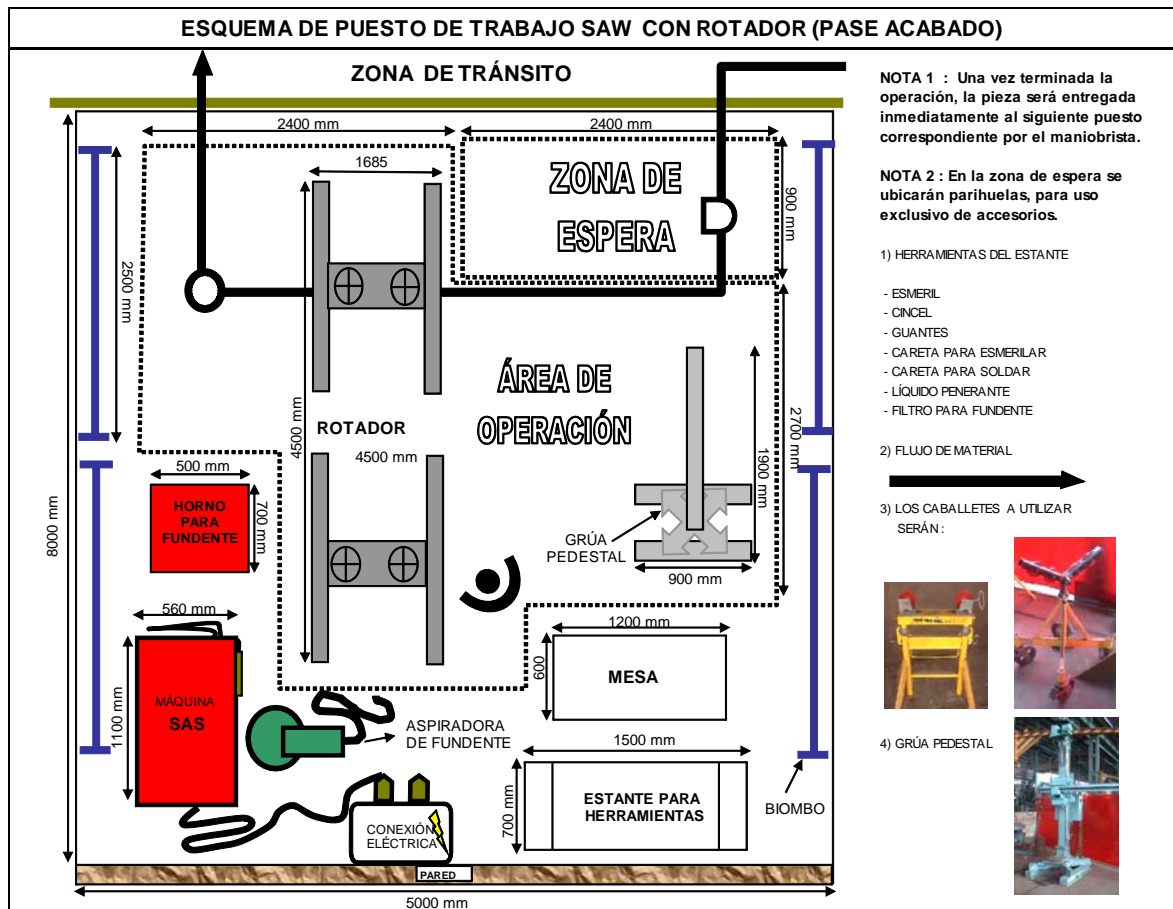 ESQUEMA DE PUESTO DE TRABAJO SAW CON ROTADOR (PASE ACABADO)
ZONA DE TRÁNSITO
2400 mm
2400 mm
1685
ZONA DE
ESPERA
900 mm
2500 mm
ÁREA DE
OPERACIÓN
ROTADOR
4500 mm
4500 mm
2700 mm
1900 mm
500 mm
HORNO
PARA
FUNDENTE
700 mm
GRÚA
PEDESTAL
900 mm
8000 mm
560 mm
1200 mm
600
MESA
MÁQUINA
SAS
1100 mm
ASPIRADORA
DE FUNDENTE
1500 mm
ESTANTE PARA
HERRAMIENTAS
700 mm
BIOMBO
CONEXIÓN
ELÉCTRICA
PARED
5000 mm
NOTA 1 : Una vez terminada la
operación, la pieza será entregada
inmediatamente al siguiente puesto
correspondiente por el maniobrista.
NOTA 2 : En la zona de espera se
ubicarán parihuelas, para uso
exclusivo de accesorios.
1) HERRAMIENTAS DEL ESTANTE
- ESMERIL
- CINCEL
- GUANTES
- CARETA PARA ESMERILAR
- CARETA PARA SOLDAR
- LÍQUIDO PENERANTE
- FILTRO PARA FUNDENTE
2) FLUJO DE MATERIAL
3) LOS CABALLETES A UTILIZAR
SERÁN :
4) GRÚA PEDESTAL